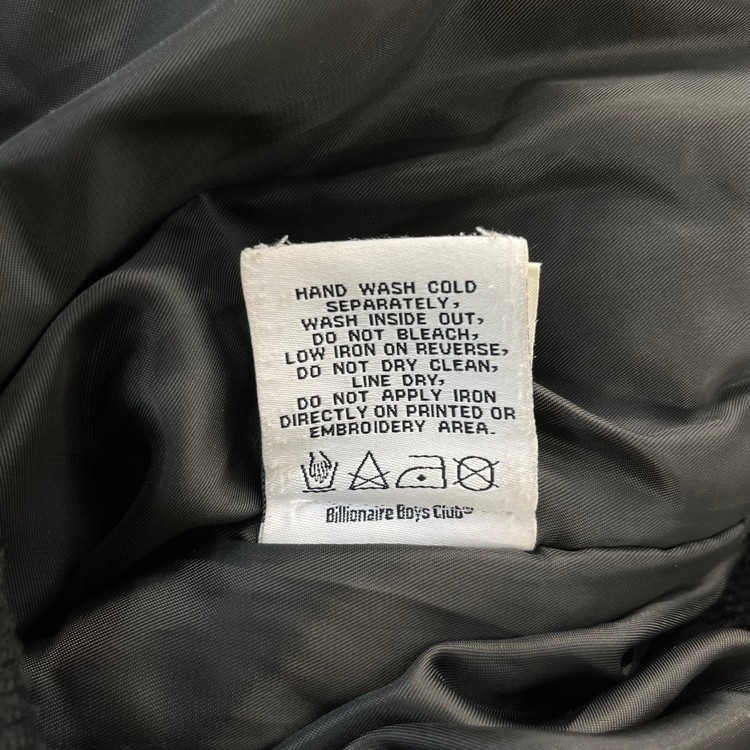 HAND WASH COLD
SEPARATELY,
WASH INSIDE OUT,
DO NOT BLEACH,
LOW IRON ON REVERSE,
DO NOT DRY CLEAN,
LINE DRY,
DO NOT APPLY IRON
DIRECTLY ON PRINTED OR
EMBROIDERY AREA.
Billionaire Boys Club